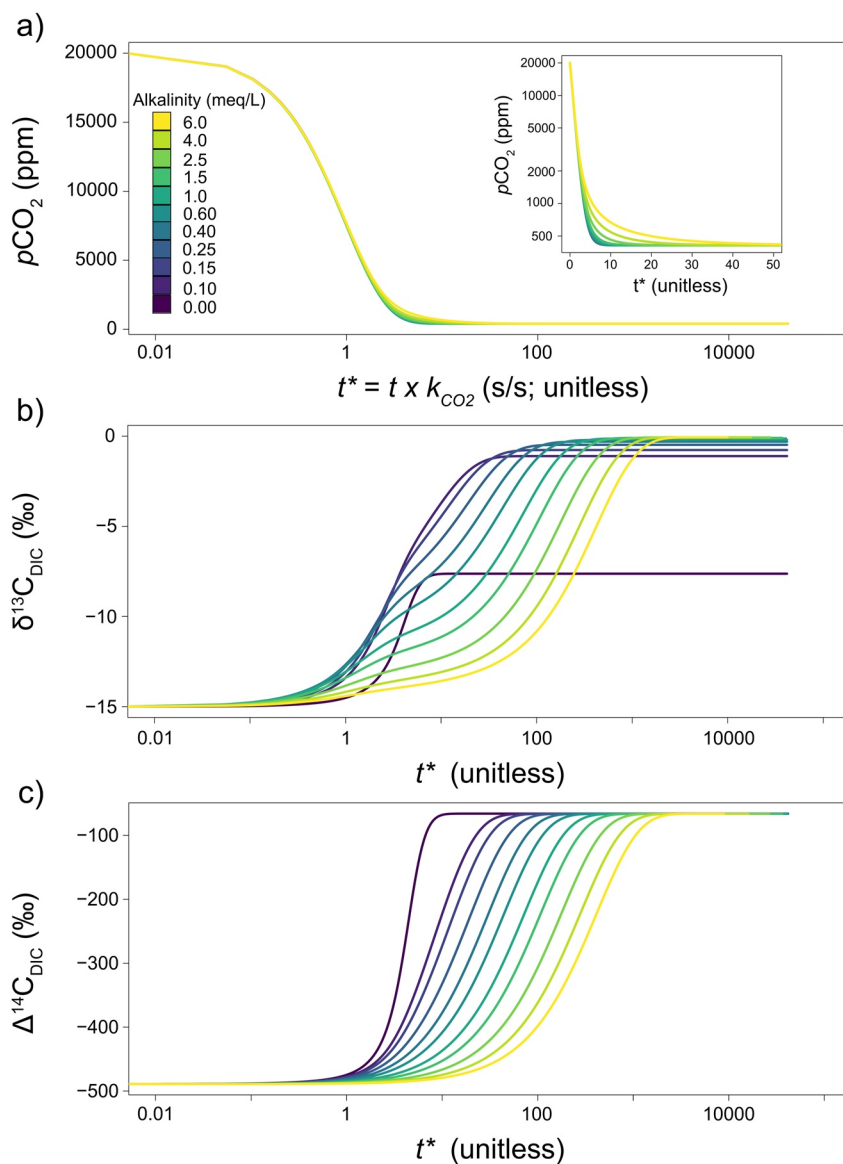 a)
20000
15000
10000
5000
0
pCO2 (ppm)
Alkalinity (meq/L)
6.0
4.0
2.5
1.5
1.0
0.60
0.40
0.25
0.15
0.10
0.00
20000
10000
5000
2000
1000
500
pCO2 (ppm)
0 10 20 30 40 50
t* (unitless)
0.01 1 100 10000
t* = t x kCO2 (s/s; unitless)
b)
0
−5
−10
−15
δ13CDIC (‰)
0.01 1 100 10000
t* (unitless)
c)
−100
−200
−300
−400
−500
Δ14CDIC (‰)
0.01 1 100 10000
t* (unitless)